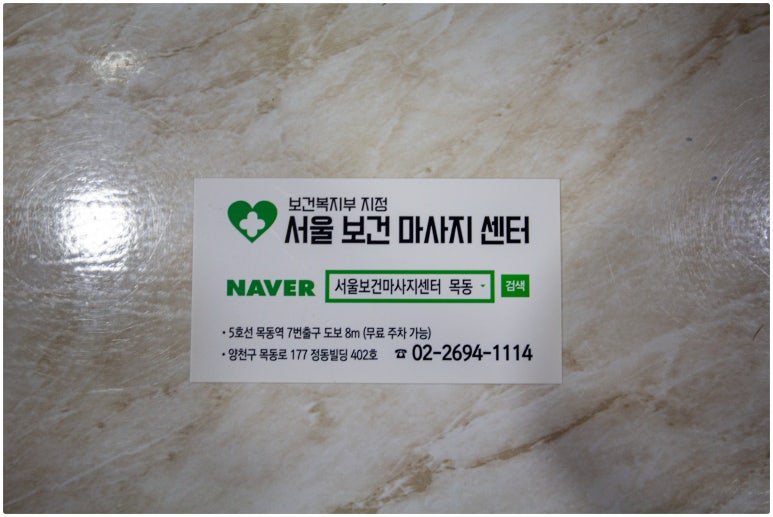 보건복지부 지정
서울 보건 마사지 센터
NAVER 서울보건마사지센터 목동 검색
• 5호선 목동역 7번출구 도보 8m (무료 주차 가능)
• 양천구 목동로 177 정동빌딩 402호 ☎ 02-2694-1114